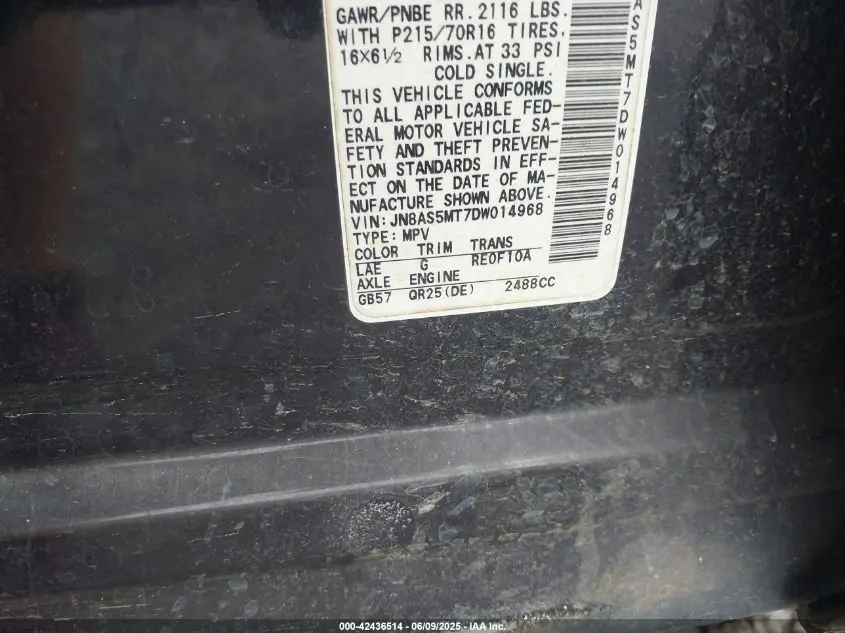 GAWR/PNBE RR. 2116 LBS.
WITH P215/70R16 TIRES.
16X6½ RIMS. AT 33 PSI
COLD SINGLE.
THIS VEHICLE CONFORMS
TO ALL APPLICABLE FED-
ERAL MOTOR VEHICLE SA-
FETY AND THEFT PREVEN-
TION STANDARDS IN EFF-
ECT ON THE DATE OF MA-
NUFACTURE SHOWN ABOVE.
VIN: JN8AS5MT7DW014968
TYPE: MPV
COLOR TRIM TRANS
LAE G RE0F10A
AXLE ENGINE
GB57 QR25(DE) 2488CC
AS5MT7DW014968
000-42436514 / 06/09/2025 - IAA Inc.